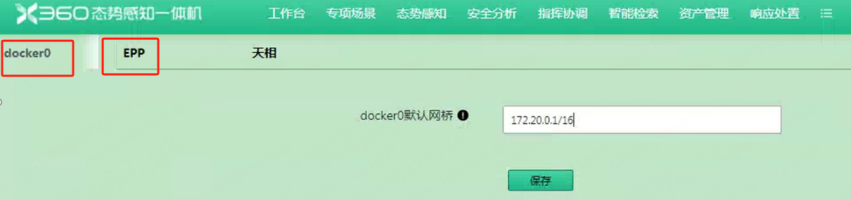 360态势感知一体机 工作台 专项场景 态势感知 安全分析 指挥协调 智能检索 资产管理 响应处置
docker0 EPP 天相
docker0默认网桥 172.20.0.1/16
保存